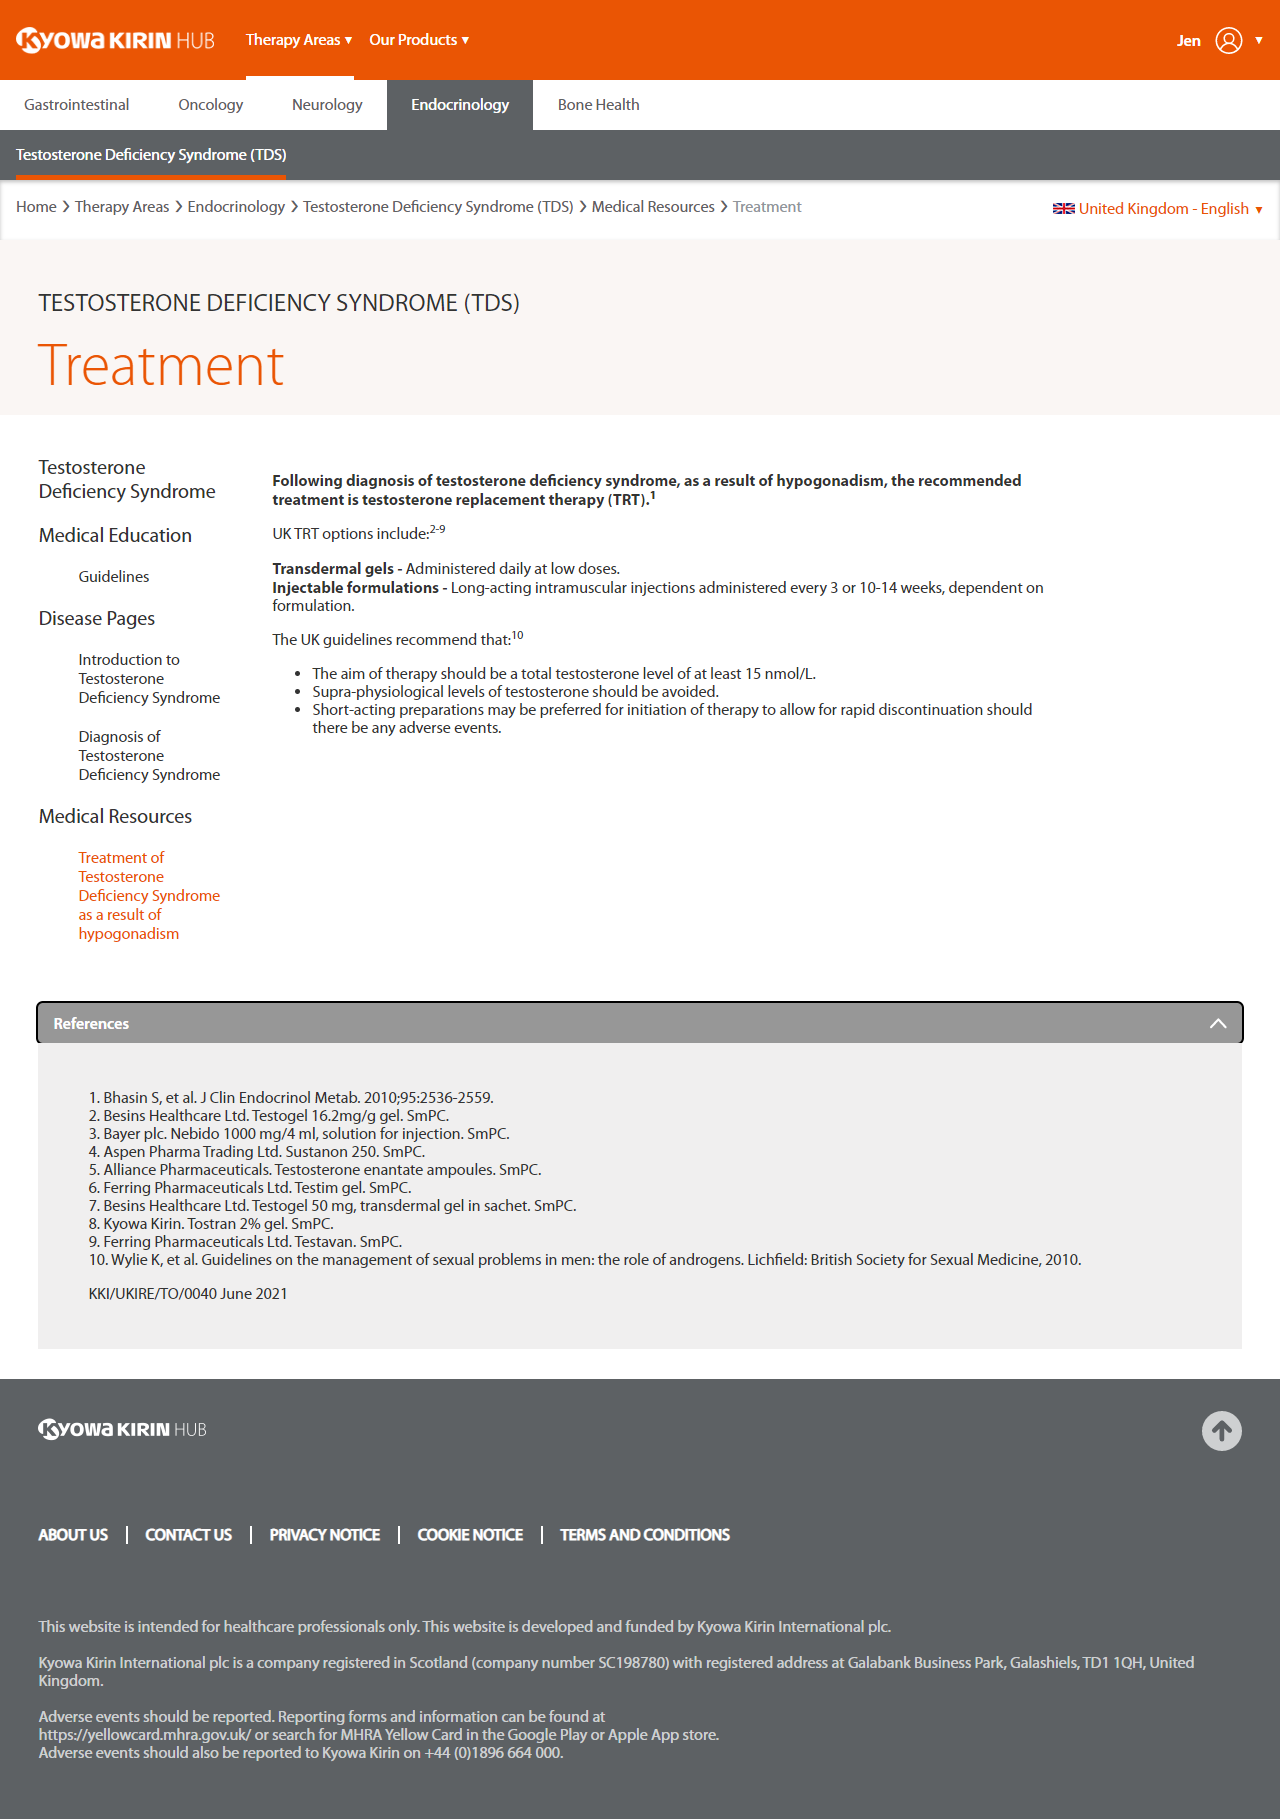 KYOWA KIRIN HUB
Therapy Areas ▼ Our Products ▼
Jen ▼
Gastrointestinal Oncology Neurology Endocrinology Bone Health
Testosterone Deficiency Syndrome (TDS)
Home > Therapy Areas > Endocrinology > Testosterone Deficiency Syndrome (TDS) > Medical Resources > Treatment
United Kingdom - English ▼
TESTOSTERONE DEFICIENCY SYNDROME (TDS)
Treatment
Testosterone
Deficiency Syndrome
Medical Education
Guidelines
Disease Pages
Introduction to
Testosterone
Deficiency Syndrome
Diagnosis of
Testosterone
Deficiency Syndrome
Medical Resources
Treatment of
Testosterone
Deficiency Syndrome
as a result of
hypogonadism
Following diagnosis of testosterone deficiency syndrome, as a result of hypogonadism, the recommended
treatment is testosterone replacement therapy (TRT).1
UK TRT options include:2-9
Transdermal gels - Administered daily at low doses.
Injectable formulations - Long-acting intramuscular injections administered every 3 or 10-14 weeks, dependent on
formulation.
The UK guidelines recommend that:10
• The aim of therapy should be a total testosterone level of at least 15 nmol/L.
• Supra-physiological levels of testosterone should be avoided.
• Short-acting preparations may be preferred for initiation of therapy to allow for rapid discontinuation should
there be any adverse events.
References
1. Bhasin S, et al. J Clin Endocrinol Metab. 2010;95:2536-2559.
2. Besins Healthcare Ltd. Testogel 16.2mg/g gel. SmPC.
3. Bayer plc. Nebido 1000 mg/4 ml, solution for injection. SmPC.
4. Aspen Pharma Trading Ltd. Sustanon 250. SmPC.
5. Alliance Pharmaceuticals. Testosterone enantate ampoules. SmPC.
6. Ferring Pharmaceuticals Ltd. Testim gel. SmPC.
7. Besins Healthcare Ltd. Testogel 50 mg, transdermal gel in sachet. SmPC.
8. Kyowa Kirin. Tostran 2% gel. SmPC.
9. Ferring Pharmaceuticals Ltd. Testavan. SmPC.
10. Wylie K, et al. Guidelines on the management of sexual problems in men: the role of androgens. Lichfield: British Society for Sexual Medicine, 2010.
KKI/UKIRE/TO/0040 June 2021
KYOWA KIRIN HUB
ABOUT US | CONTACT US | PRIVACY NOTICE | COOKIE NOTICE | TERMS AND CONDITIONS
This website is intended for healthcare professionals only. This website is developed and funded by Kyowa Kirin International plc.
Kyowa Kirin International plc is a company registered in Scotland (company number SC198780) with registered address at Galabank Business Park, Galashiels, TD1 1QH, United
Kingdom.
Adverse events should be reported. Reporting forms and information can be found at
https://yellowcard.mhra.gov.uk/ or search for MHRA Yellow Card in the Google Play or Apple App store.
Adverse events should also be reported to Kyowa Kirin on +44 (0)1896 664 000.